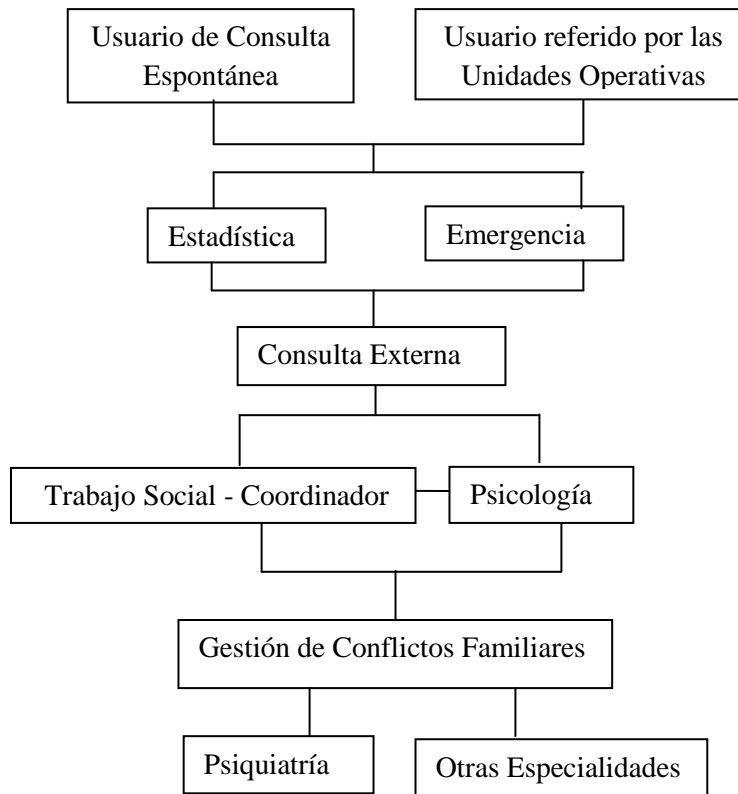 Usuario de Consulta
Espontánea
Usuario referido por las
Unidades Operativas
Estadística
Emergencia
Consulta Externa
Trabajo Social - Coordinador
Psicología
Gestión de Conflictos Familiares
Psiquiatría
Otras Especialidades